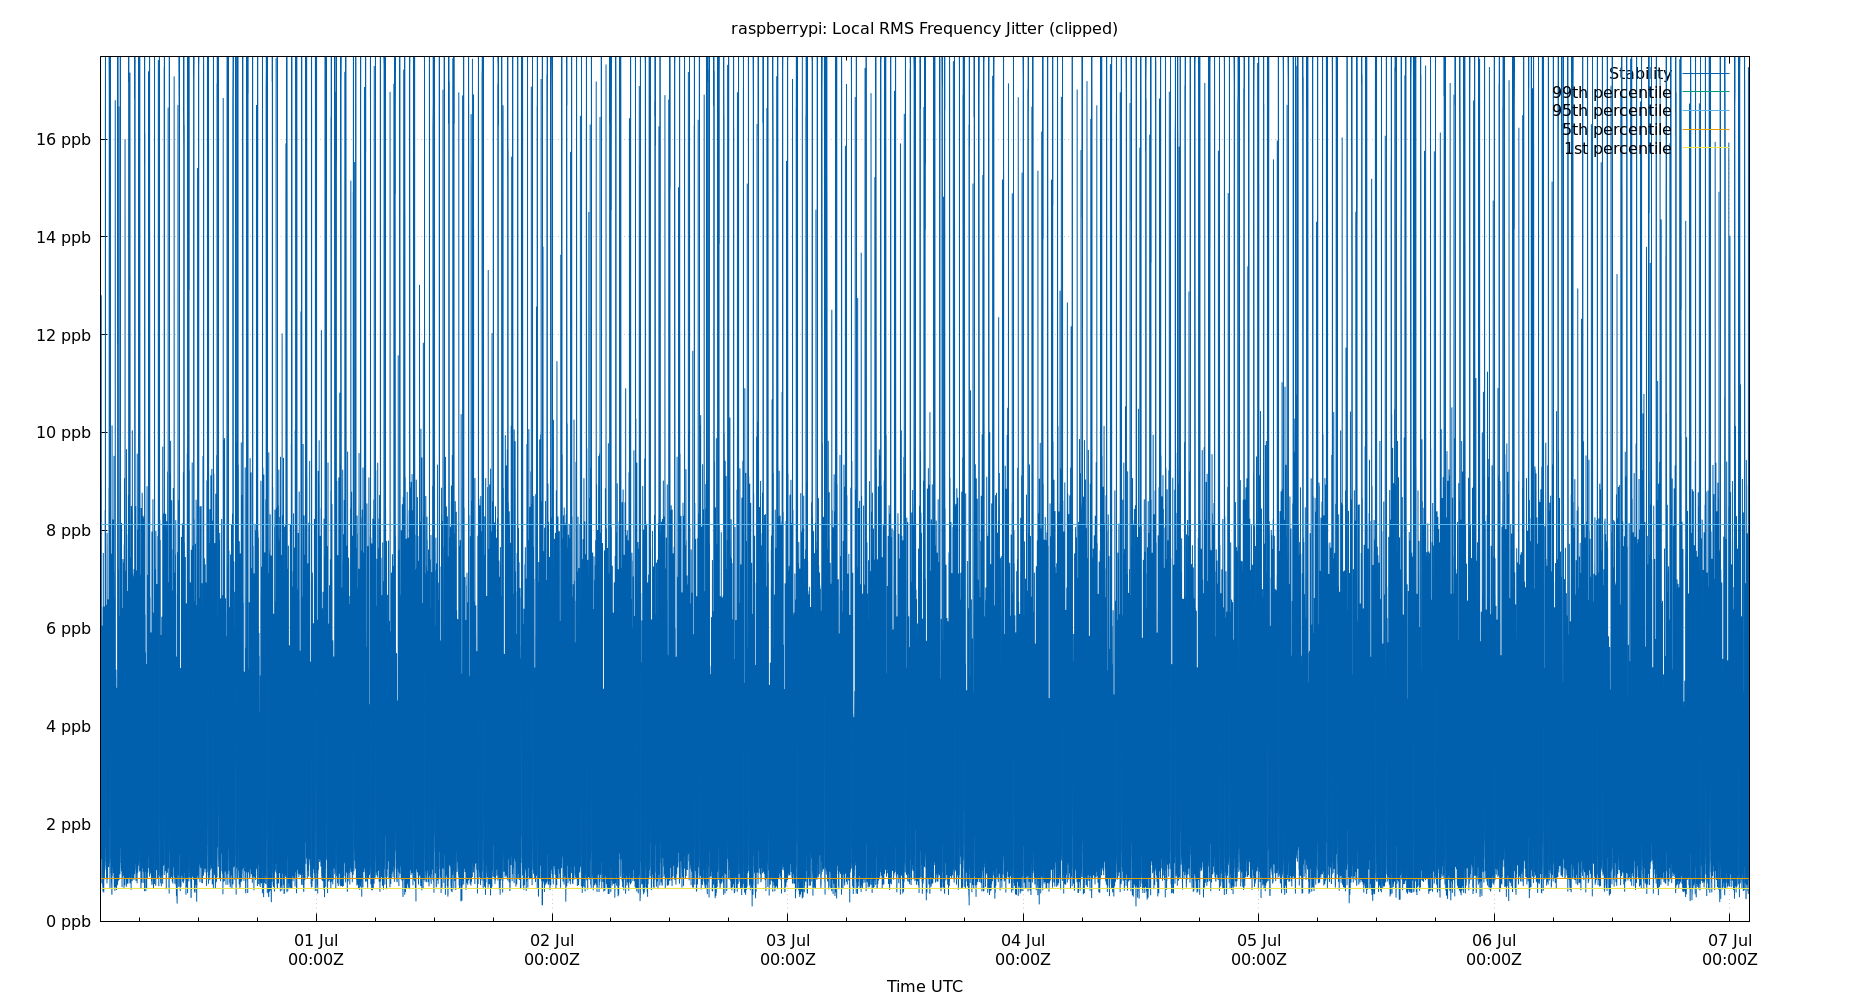 raspberrypi: Local RMS Frequency Jitter (clipped)
Stability
99th percentile
95th percentile
5th percentile
1st percentile
16 ppb
14 ppb
12 ppb
10 ppb
8 ppb
6 ppb
4 ppb
2 ppb
0 ppb
01 Jul 02 Jul 03 Jul 04 Jul 05 Jul 06 Jul 07 Jul
00:00Z 00:00Z 00:00Z 00:00Z 00:00Z 00:00Z 00:00Z
Time UTC